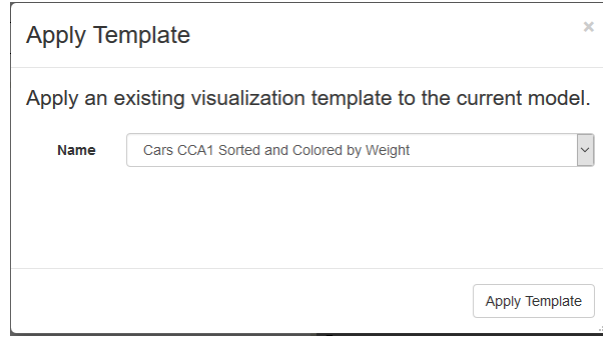 Apply Template
×
Apply an existing visualization template to the current model.
Name
Cars CCA1 Sorted and Colored by Weight
Apply Template